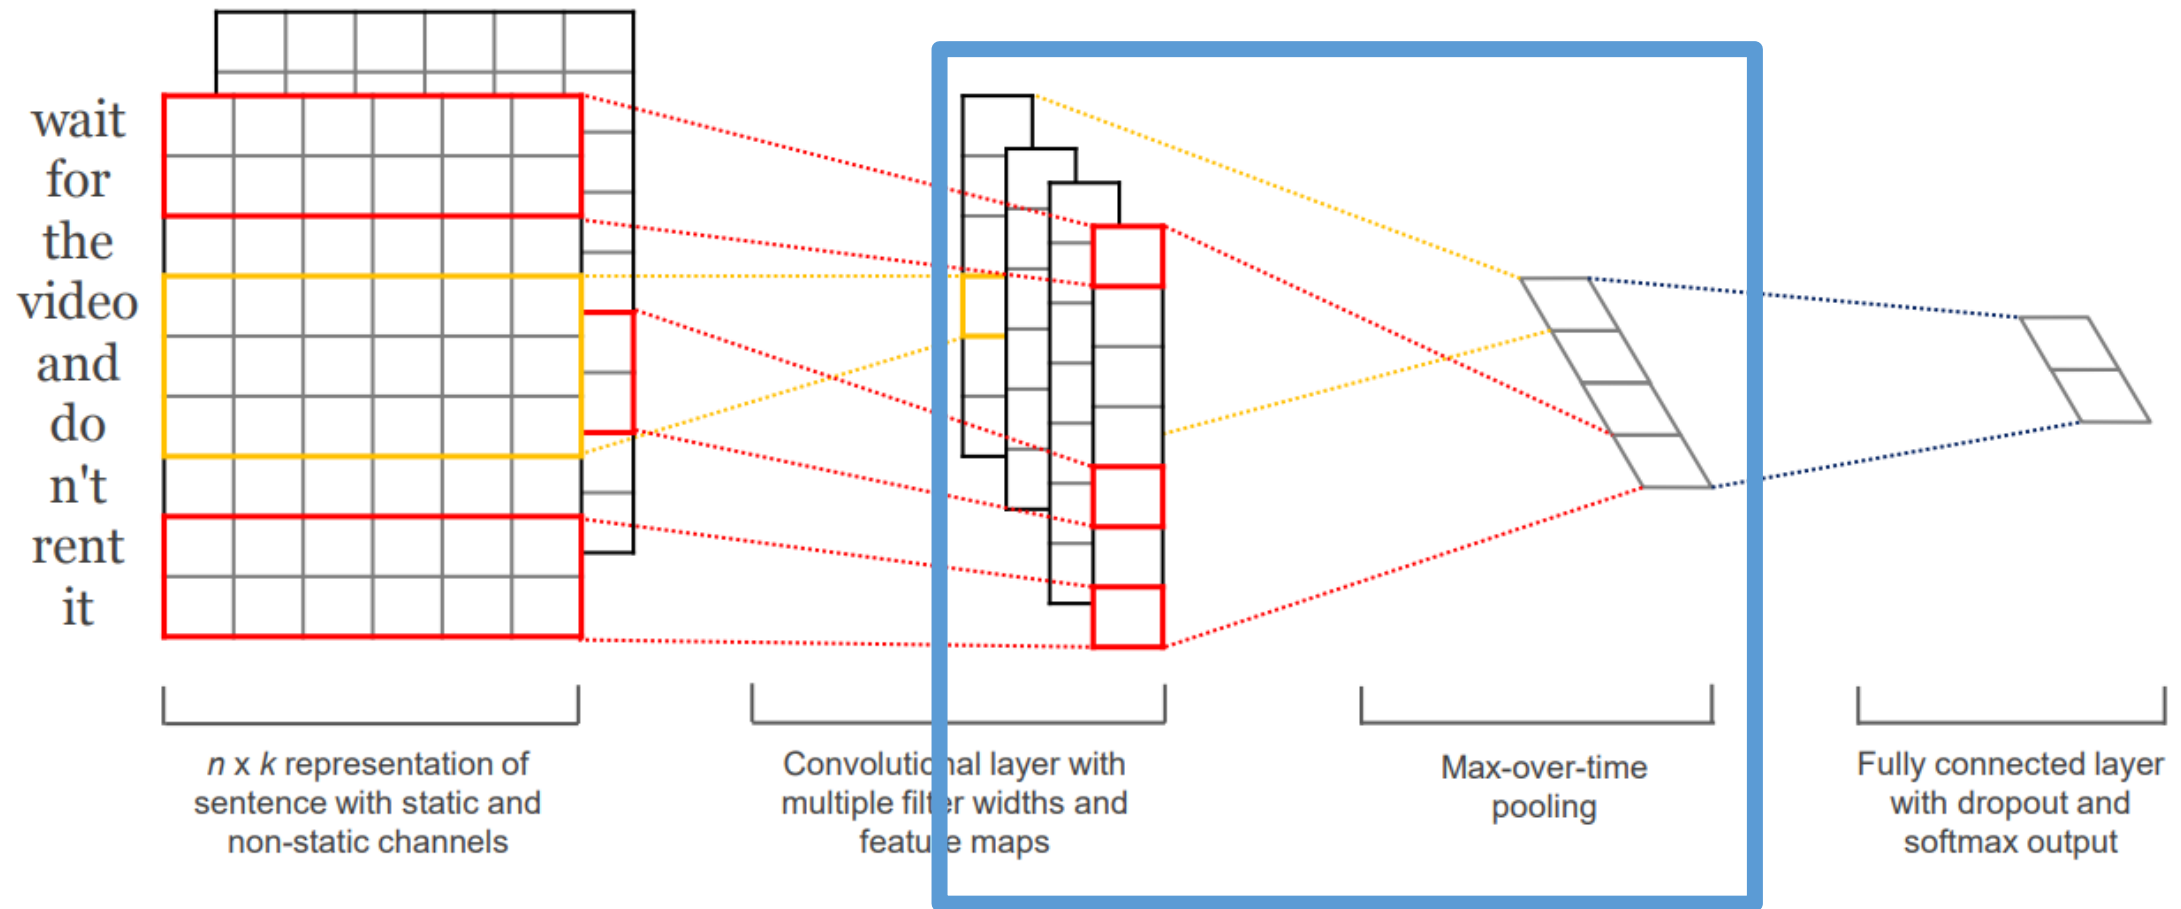 wait
for
the
video
and
do
n't
rent
it
n x k representation of
sentence with static and
non-static channels
Convolutional layer with
multiple filter widths and
feature maps
Max-over-time
pooling
Fully connected layer
with dropout and
softmax output